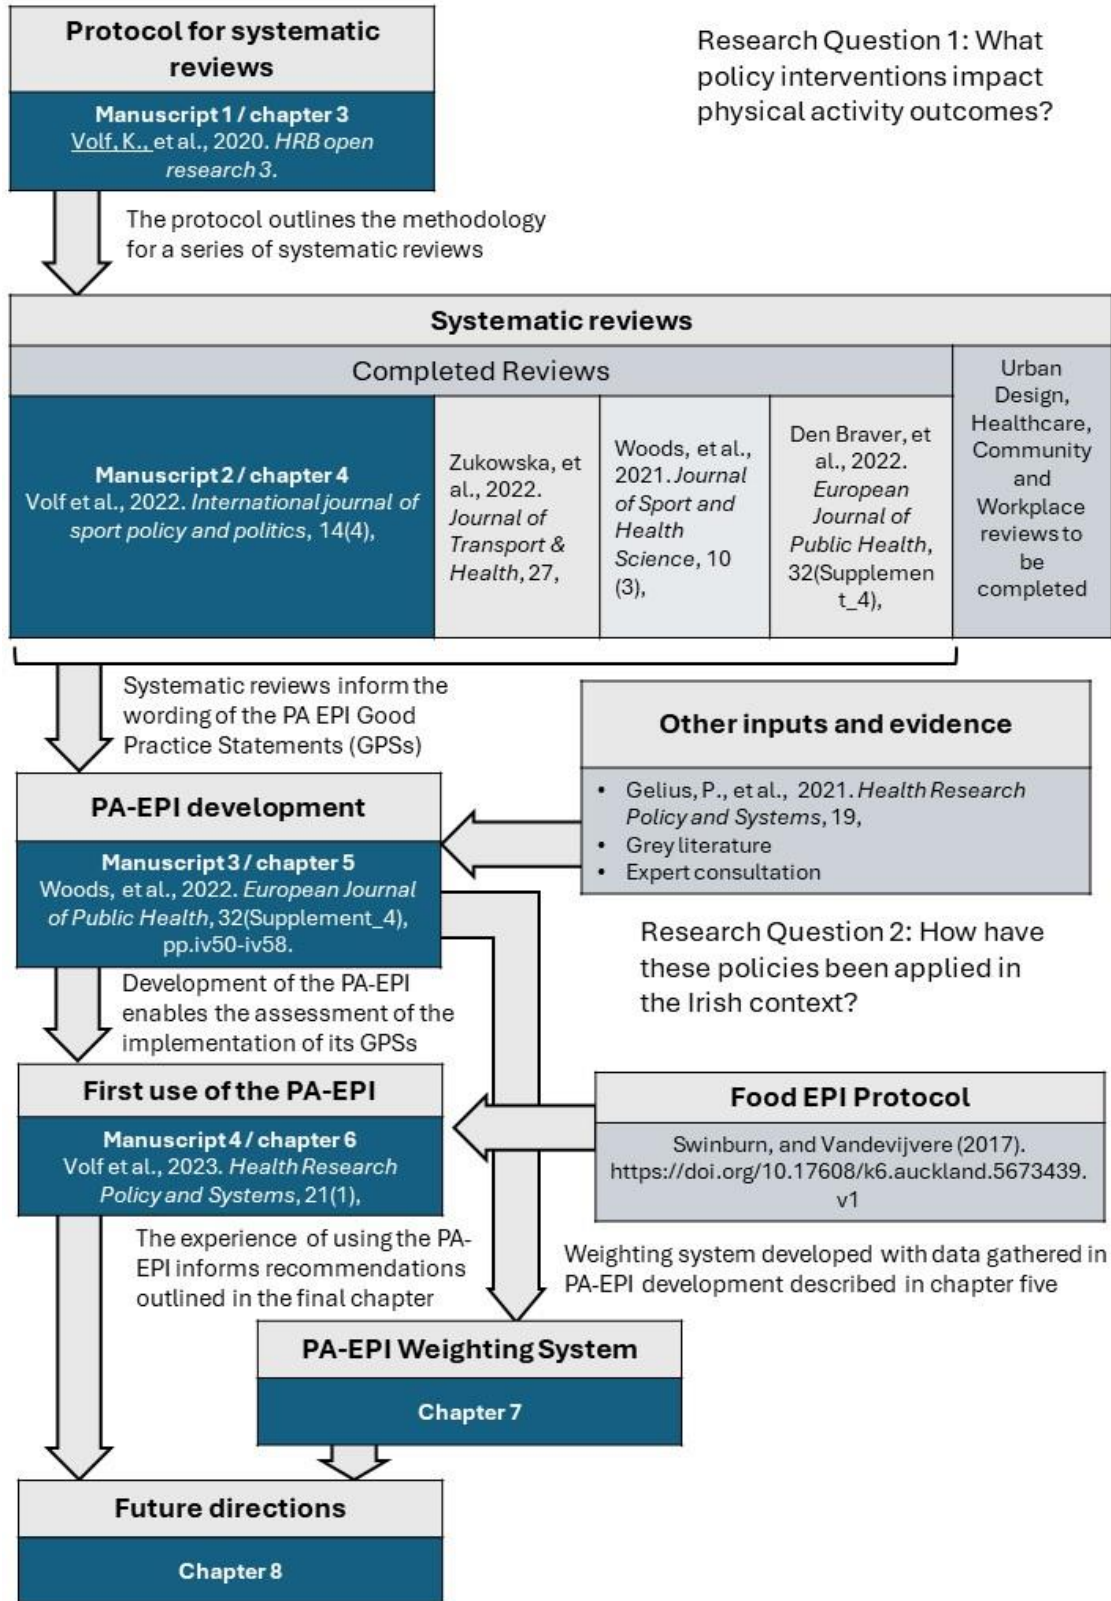 Protocol for systematic
reviews
Manuscript 1 / chapter 3
Volf, K., et al., 2020. HRB open
research 3.
Research Question 1: What
policy interventions impact
physical activity outcomes?
The protocol outlines the methodology
for a series of systematic reviews
Systematic reviews
Completed Reviews
Manuscript 2 / chapter 4
Volf et al., 2022. International journal of
sport policy and politics, 14(4),
Zukowska, et
al., 2022.
Journal of
Transport &
Health, 27,
Woods, et al.,
2021. Journal
of Sport and
Health
Science, 10
(3),
Den Braver, et
al., 2022.
European
Journal of
Public Health,
32(Supplemen
t_4),
Urban
Design,
Healthcare,
Community
and
Workplace
reviews to
be
completed
Systematic reviews inform the
wording of the PA EPI Good
Practice Statements (GPSs)
Other inputs and evidence
• Gelius, P., et al., 2021. Health Research
Policy and Systems, 19,
• Grey literature
• Expert consultation
PA-EPI development
Manuscript 3 / chapter 5
Woods, et al., 2022. European Journal
of Public Health, 32(Supplement_4),
pp.iv50-iv58.
Research Question 2: How have
these policies been applied in
the Irish context?
Development of the PA-EPI
enables the assessment of the
implementation of its GPSs
First use of the PA-EPI
Manuscript 4 / chapter 6
Volf et al., 2023. Health Research
Policy and Systems, 21(1),
Food EPI Protocol
Swinburn, and Vandevijvere (2017).
https://doi.org/10.17608/k6.auckland.5673439.
v1
The experience of using the PA-
EPI informs recommendations
outlined in the final chapter
Weighting system developed with data gathered in
PA-EPI development described in chapter five
PA-EPI Weighting System
Chapter 7
Future directions
Chapter 8